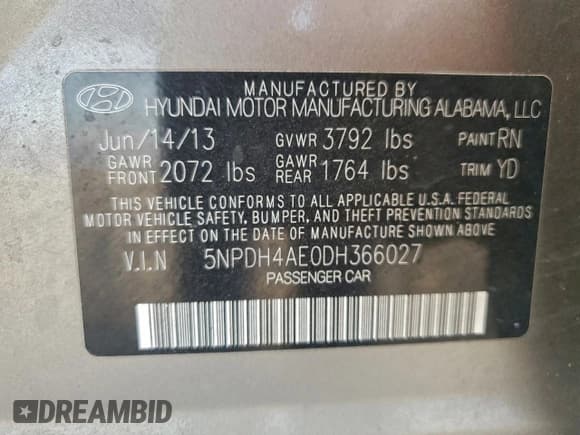 MANUFACTURED BY
HYUNDAI MOTOR MANUFACTURING ALABAMA, LLC
Jun/14/13 GVWR 3792 lbs PAINT RN
GAWR FRONT 2072 lbs GAWR REAR 1764 lbs TRIM YD
THIS VEHICLE CONFORMS TO ALL APPLICABLE U.S.A. FEDERAL
MOTOR VEHICLE SAFETY, BUMPER, AND THEFT PREVENTION STANDARDS
IN EFFECT ON THE DATE OF MANUFACTURE SHOWN ABOVE
V.I.N 5NPDH4AE0DH366027
PASSENGER CAR
DREAMBID